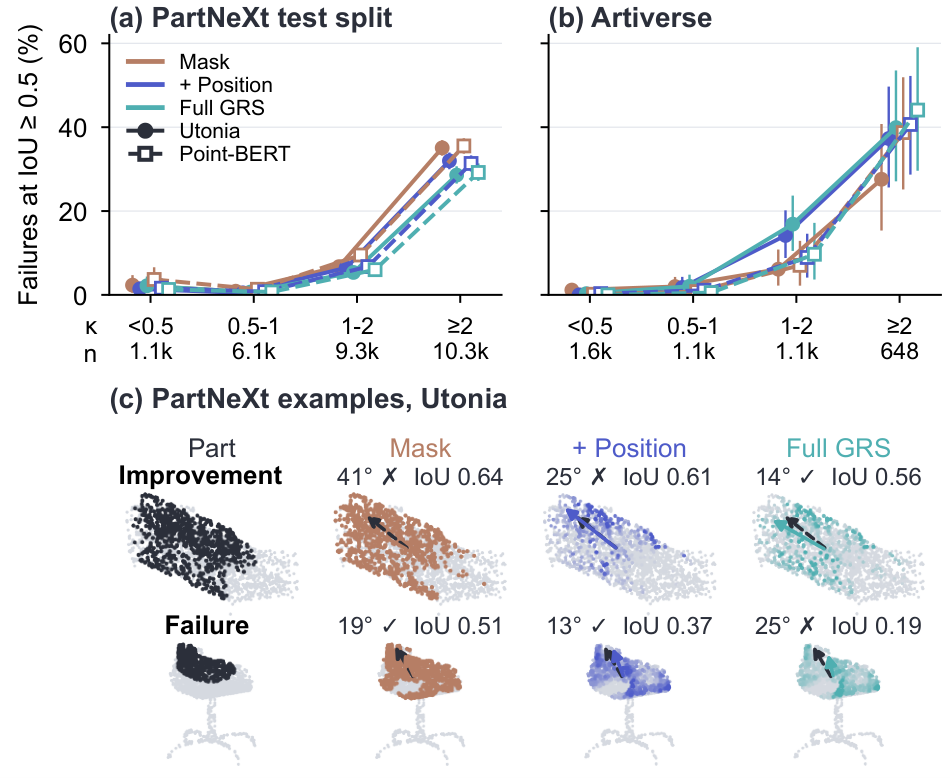 (a) PartNeXt test split
(b) Artiverse
Failures at IoU ≥ 0.5 (%)
60
40
20
0
Mask
+ Position
Full GRS
Utonia
Point-BERT
κ <0.5 0.5-1 1-2 ≥2 <0.5 0.5-1 1-2 ≥2
n 1.1k 6.1k 9.3k 10.3k 1.6k 1.1k 1.1k 648
(c) PartNeXt examples, Utonia
Part Mask + Position Full GRS
Improvement 41° ✗ IoU 0.64 25° ✗ IoU 0.61 14° ✓ IoU 0.56
Failure 19° ✓ IoU 0.51 13° ✓ IoU 0.37 25° ✗ IoU 0.19